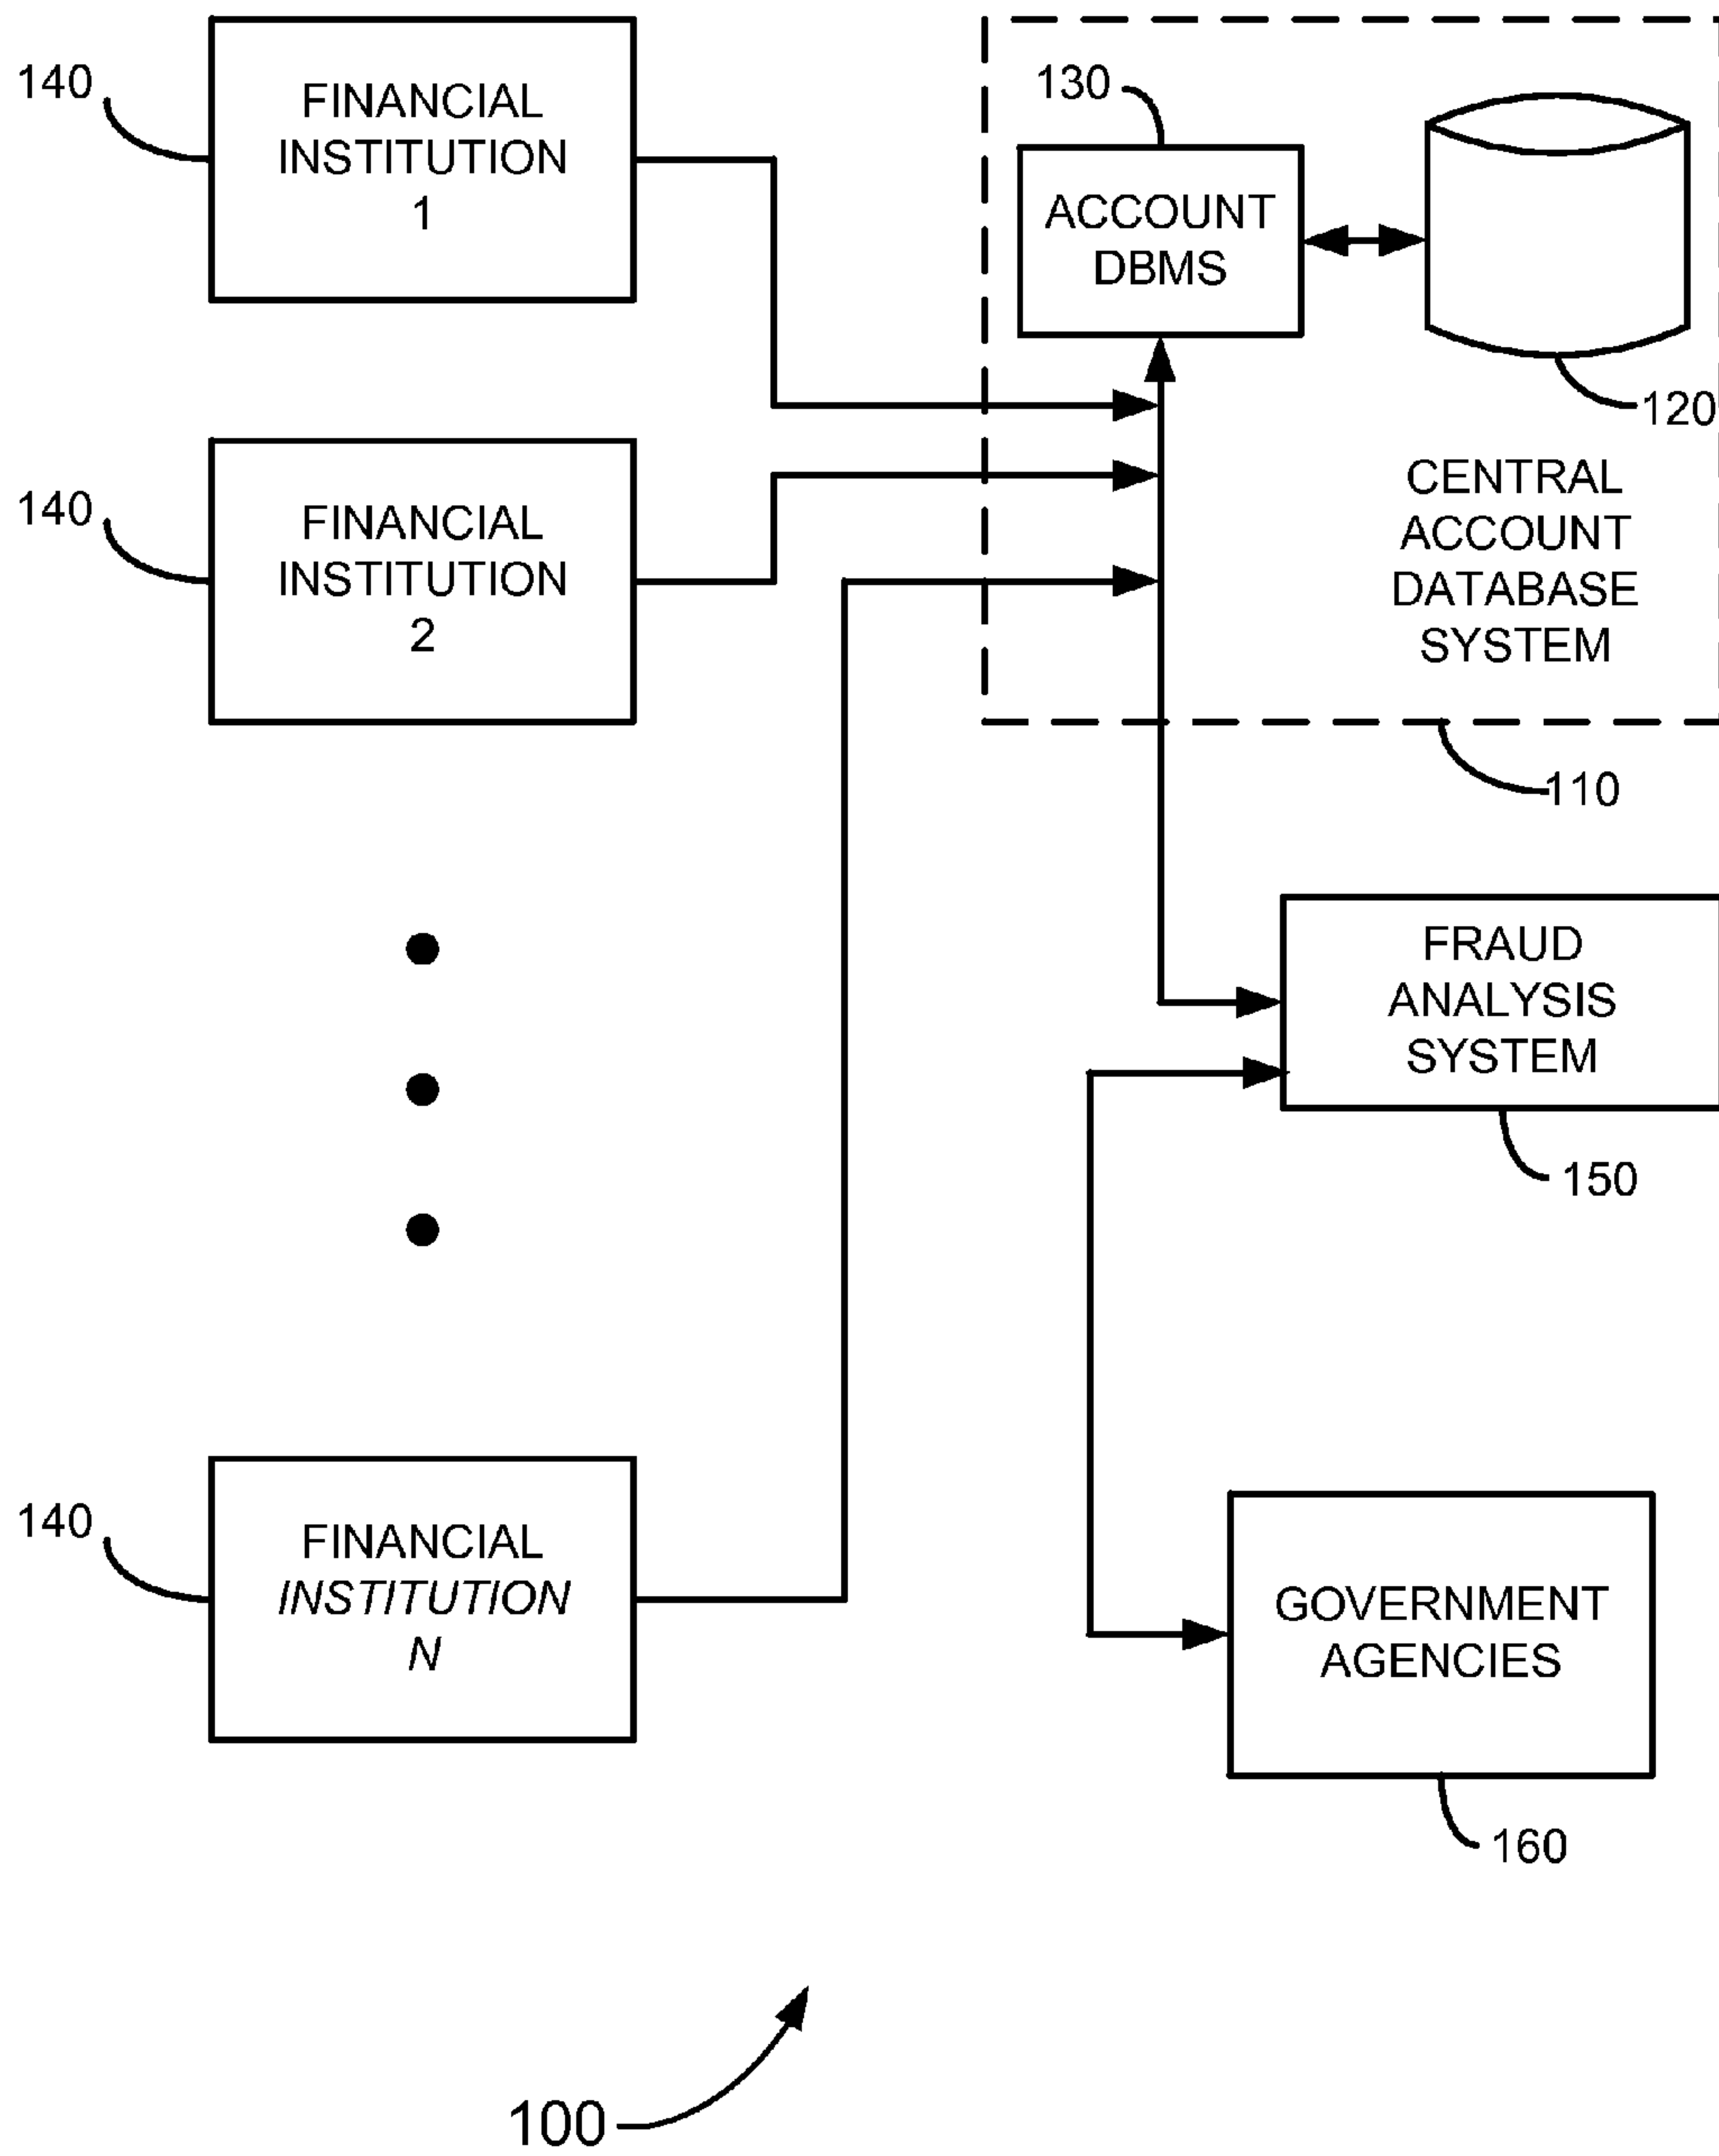 140
FINANCIAL
INSTITUTION
1
130
ACCOUNT
DBMS
120
CENTRAL
ACCOUNT
DATABASE
SYSTEM
110
140
FINANCIAL
INSTITUTION
2
FRAUD
ANALYSIS
SYSTEM
150
140
FINANCIAL
INSTITUTION
N
GOVERNMENT
AGENCIES
160
100